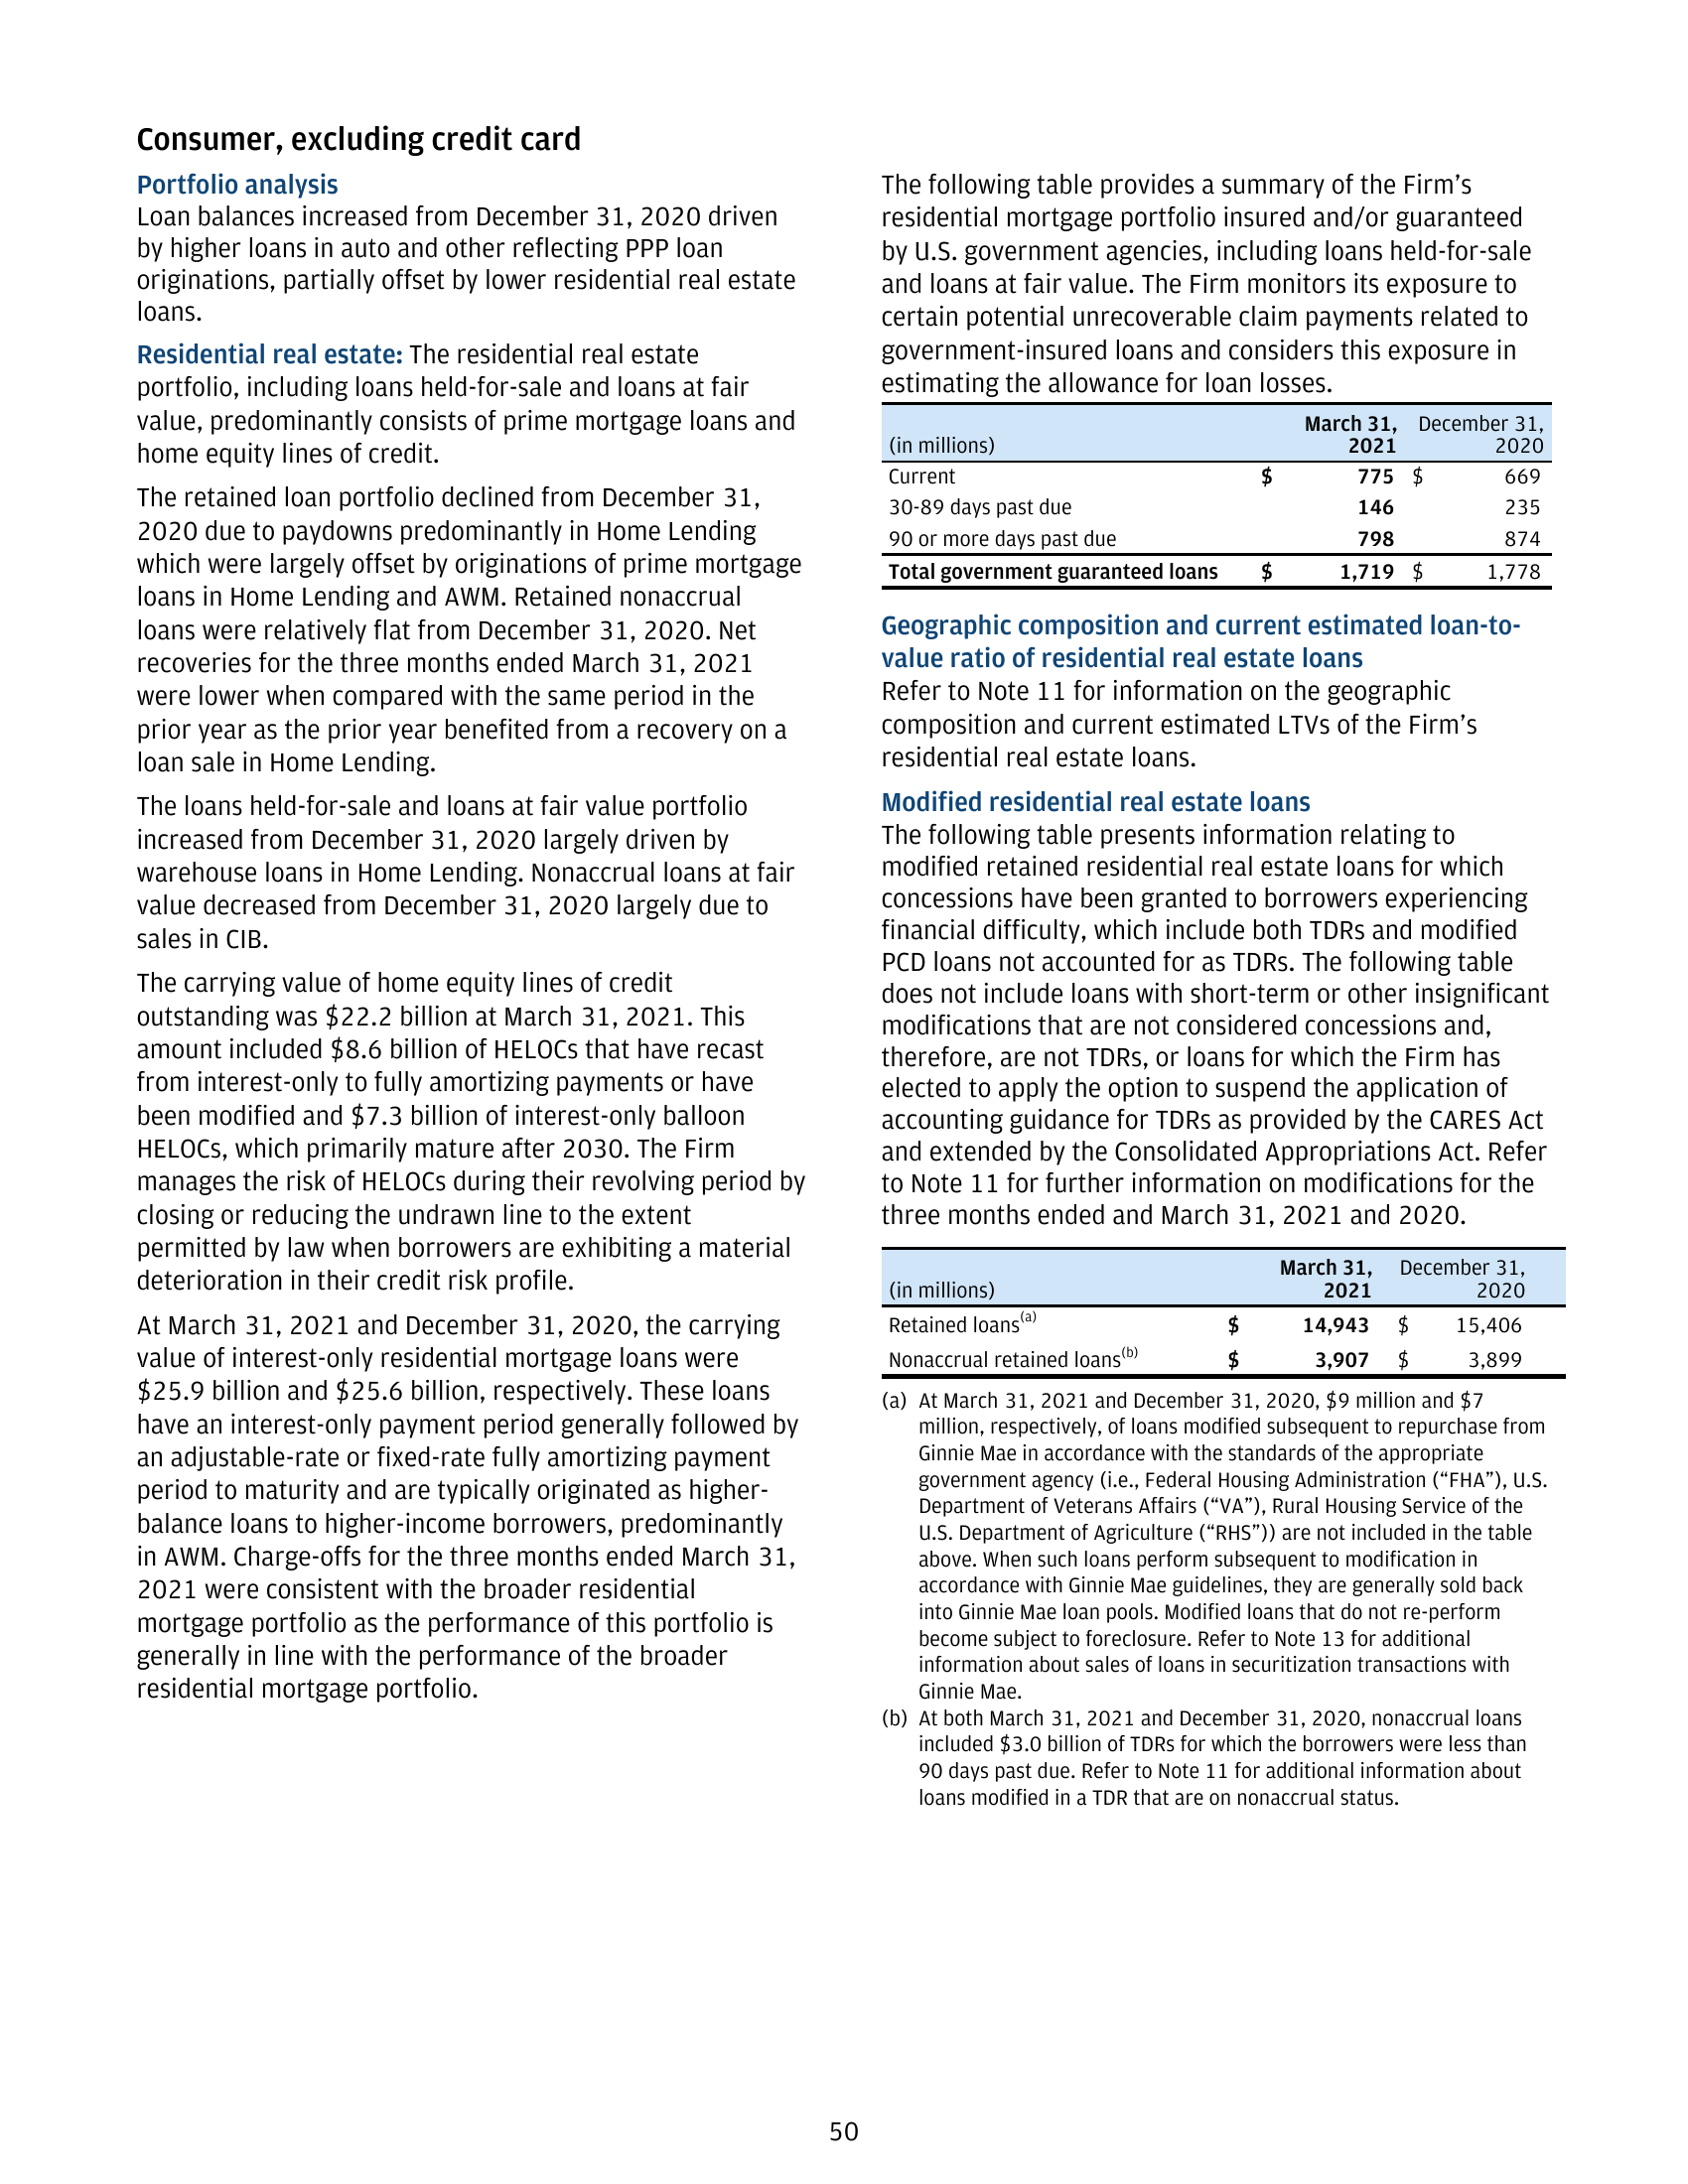 Consumer, excluding credit card
Portfolio analysis
Loan balances increased from December 31, 2020 driven
by higher loans in auto and other reflecting PPP loan
originations, partially offset by lower residential real estate
loans.
Residential real estate: The residential real estate
portfolio, including loans held-for-sale and loans at fair
value, predominantly consists of prime mortgage loans and
home equity lines of credit.
The retained loan portfolio declined from December 31,
2020 due to paydowns predominantly in Home Lending
which were largely offset by originations of prime mortgage
loans in Home Lending and AWM. Retained nonaccrual
loans were relatively flat from December 31, 2020. Net
recoveries for the three months ended March 31, 2021
were lower when compared with the same period in the
prior year as the prior year benefited from a recovery on a
loan sale in Home Lending.
The loans held-for-sale and loans at fair value portfolio
increased from December 31, 2020 largely driven by
warehouse loans in Home Lending. Nonaccrual loans at fair
value decreased from December 31, 2020 largely due to
sales in CIB.
The carrying value of home equity lines of credit
outstanding was $22.2 billion at March 31, 2021. This
amount included $8.6 billion of HELOCs that have recast
from interest-only to fully amortizing payments or have
been modified and $7.3 billion of interest-only balloon
HELOCs, which primarily mature after 2030. The Firm
manages the risk of HELOCs during their revolving period by
closing or reducing the undrawn line to the extent
permitted by law when borrowers are exhibiting a material
deterioration in their credit risk profile.
At March 31, 2021 and December 31, 2020, the carrying
value of interest-only residential mortgage loans were
$25.9 billion and $25.6 billion, respectively. These loans
have an interest-only payment period generally followed by
an adjustable-rate or fixed-rate fully amortizing payment
period to maturity and are typically originated as higher-
balance loans to higher-income borrowers, predominantly
in AWM. Charge-offs for the three months ended March 31,
2021 were consistent with the broader residential
mortgage portfolio as the performance of this portfolio is
generally in line with the performance of the broader
residential mortgage portfolio.
The following table provides a summary of the Firm’s
residential mortgage portfolio insured and/or guaranteed
by U.S. government agencies, including loans held-for-sale
and loans at fair value. The Firm monitors its exposure to
certain potential unrecoverable claim payments related to
government-insured loans and considers this exposure in
estimating the allowance for loan losses.
March 31, December 31,
(in millions) 2021 2020
Current $ 775 $ 669
30-89 days past due 146 235
90 or more days past due 798 874
Total government guaranteed loans $ 1,719 $ 1,778
Geographic composition and current estimated loan-to-
value ratio of residential real estate loans
Refer to Note 11 for information on the geographic
composition and current estimated LTVs of the Firm’s
residential real estate loans.
Modified residential real estate loans
The following table presents information relating to
modified retained residential real estate loans for which
concessions have been granted to borrowers experiencing
financial difficulty, which include both TDRs and modified
PCD loans not accounted for as TDRs. The following table
does not include loans with short-term or other insignificant
modifications that are not considered concessions and,
therefore, are not TDRs, or loans for which the Firm has
elected to apply the option to suspend the application of
accounting guidance for TDRs as provided by the CARES Act
and extended by the Consolidated Appropriations Act. Refer
to Note 11 for further information on modifications for the
three months ended and March 31, 2021 and 2020.
March 31, December 31,
(in millions) 2021 2020
Retained loans(a) $ 14,943 $ 15,406
Nonaccrual retained loans(b) $ 3,907 $ 3,899
(a) At March 31, 2021 and December 31, 2020, $9 million and $7
million, respectively, of loans modified subsequent to repurchase from
Ginnie Mae in accordance with the standards of the appropriate
government agency (i.e., Federal Housing Administration (“FHA”), U.S.
Department of Veterans Affairs (“VA”), Rural Housing Service of the
U.S. Department of Agriculture (“RHS”)) are not included in the table
above. When such loans perform subsequent to modification in
accordance with Ginnie Mae guidelines, they are generally sold back
into Ginnie Mae loan pools. Modified loans that do not re-perform
become subject to foreclosure. Refer to Note 13 for additional
information about sales of loans in securitization transactions with
Ginnie Mae.
(b) At both March 31, 2021 and December 31, 2020, nonaccrual loans
included $3.0 billion of TDRs for which the borrowers were less than
90 days past due. Refer to Note 11 for additional information about
loans modified in a TDR that are on nonaccrual status.
50